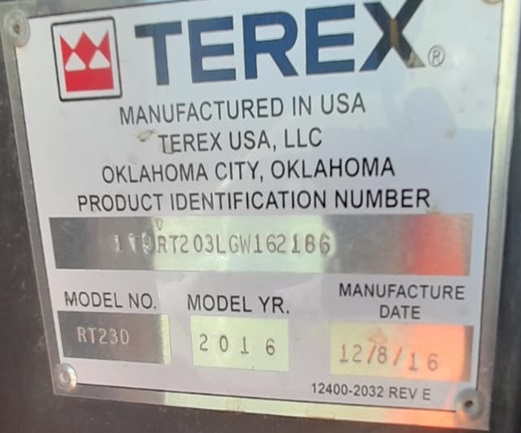 TEREX®
MANUFACTURED IN USA
TEREX USA, LLC
OKLAHOMA CITY, OKLAHOMA
PRODUCT IDENTIFICATION NUMBER
MODEL NO.
MODEL YR.
MANUFACTURE DATE
RT230
2016
12/8/16
12400-2032 REV E